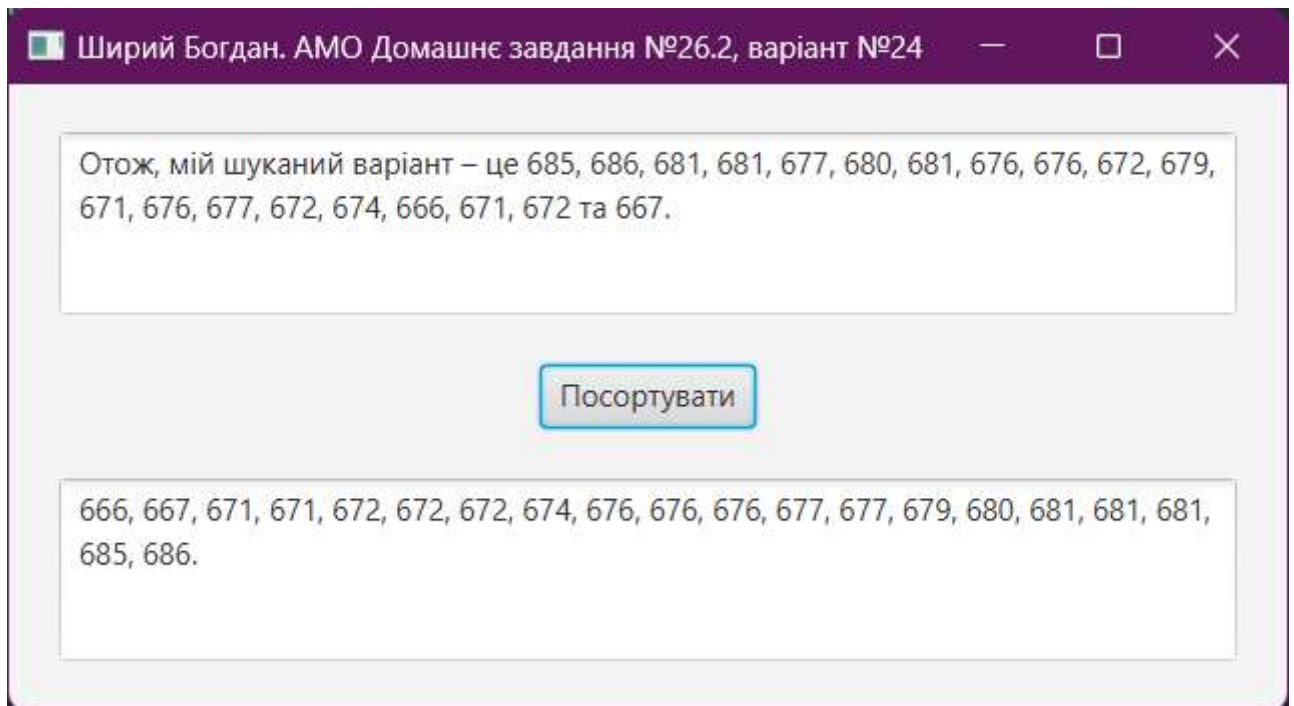 Ширий Богдан. АМО Домашнє завдання №26.2, варіант №24
Отож, мій шуканий варіант – це 685, 686, 681, 681, 677, 680, 681, 676, 676, 672, 679,
671, 676, 677, 672, 674, 666, 671, 672 та 667.
Посортувати
666, 667, 671, 671, 672, 672, 672, 674, 676, 676, 676, 677, 677, 679, 680, 681, 681, 681,
685, 686.